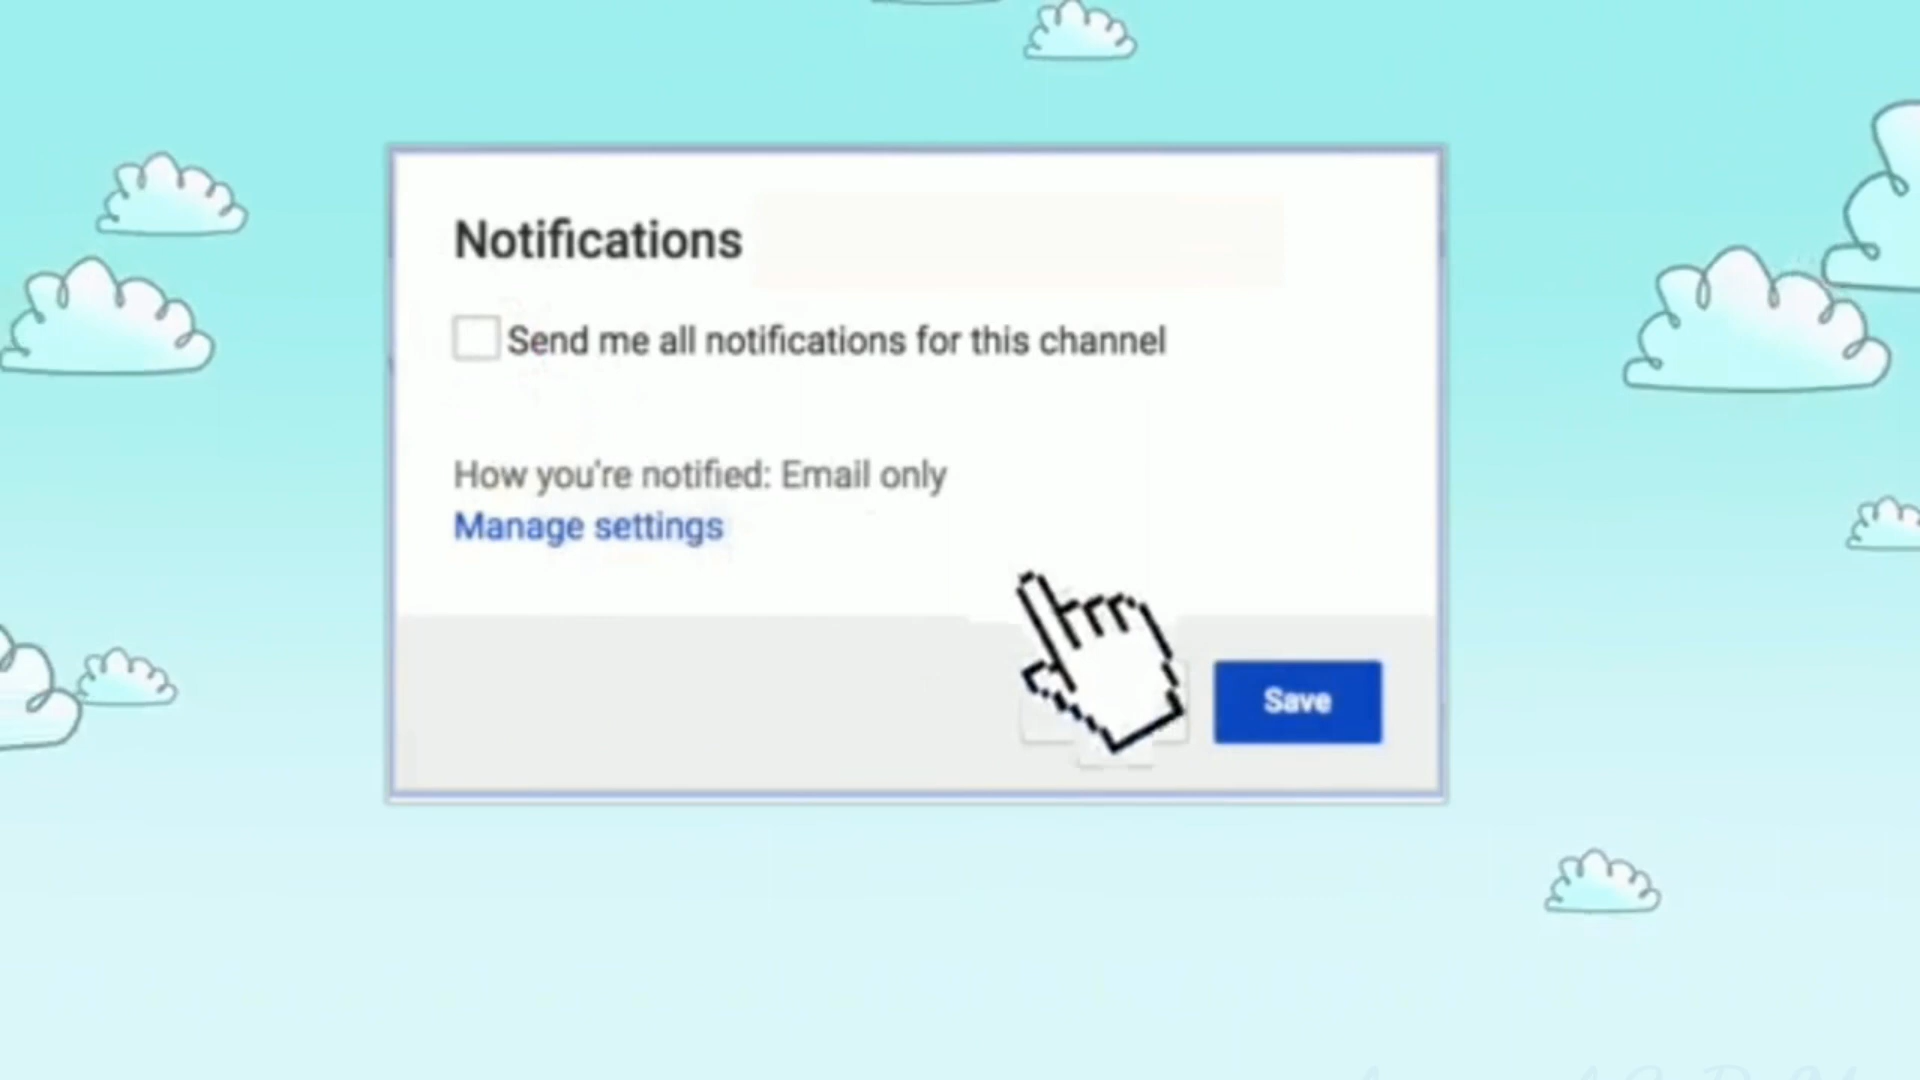 Notifications
Send me all notifications for this channel
How you're notified: Email only
Manage settings
Save